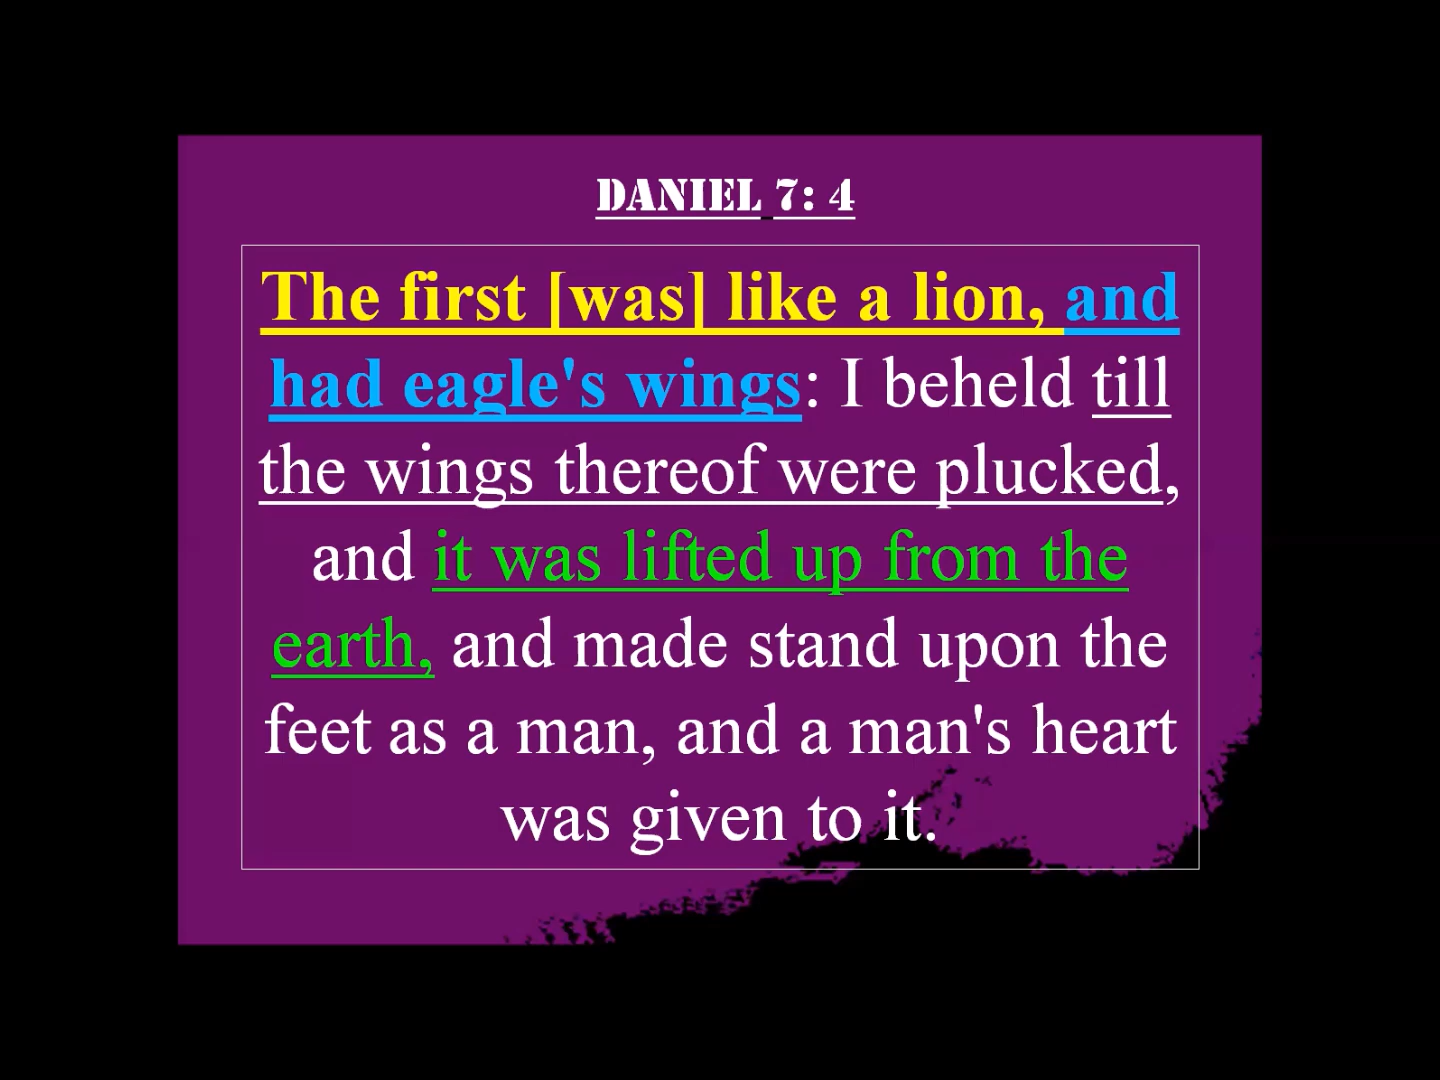 DANIEL 7: 4
The first [was] like a lion, and
had eagle's wings: I beheld till
the wings thereof were plucked,
and it was lifted up from the
earth, and made stand upon the
feet as a man, and a man's heart
was given to it.